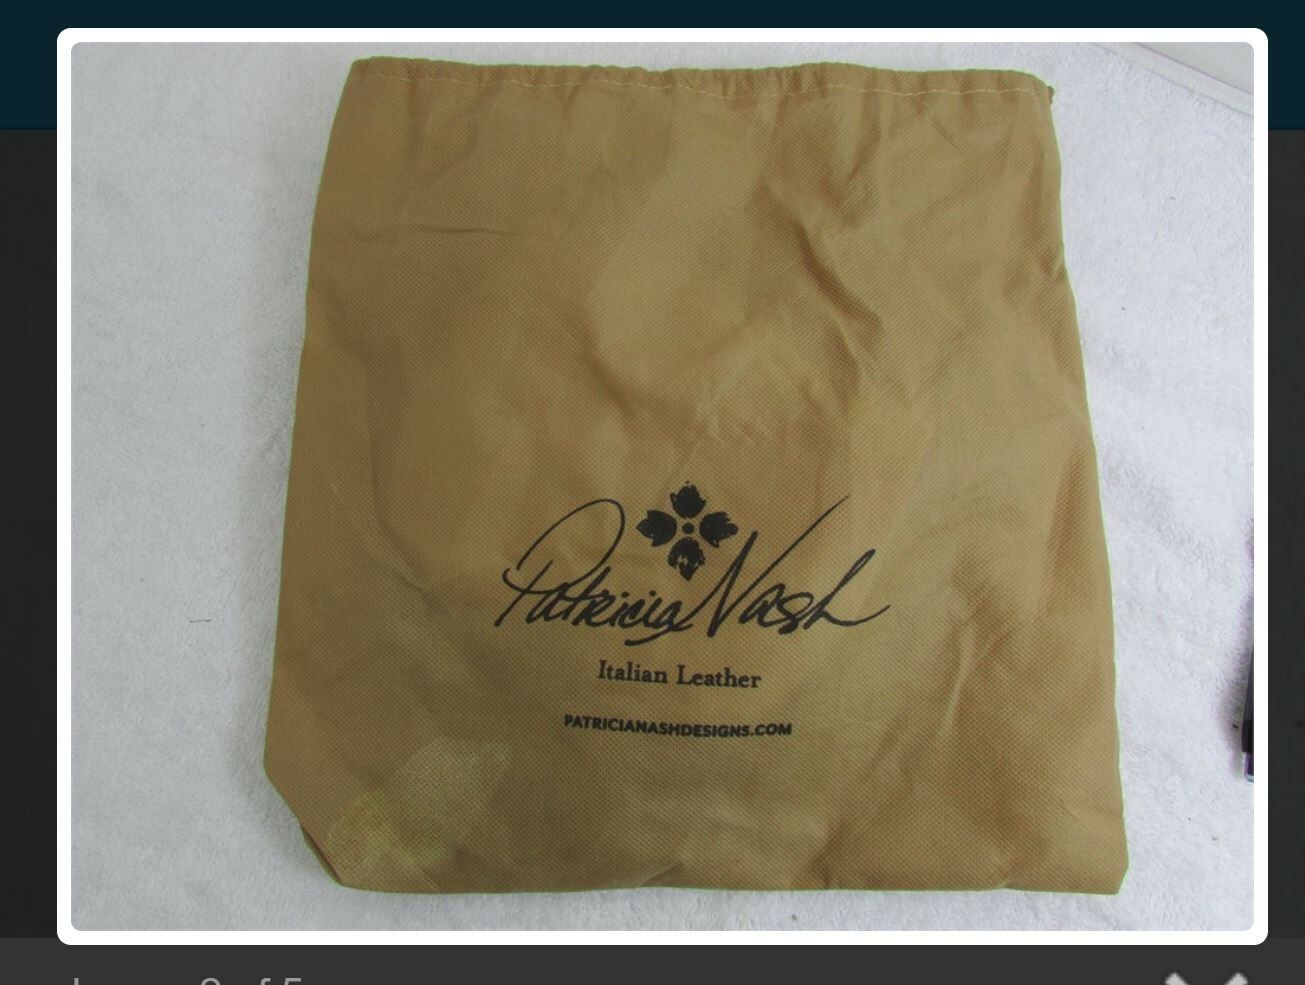 Patricia Nash
Italian Leather
PATRICIANASHDESIGNS.COM